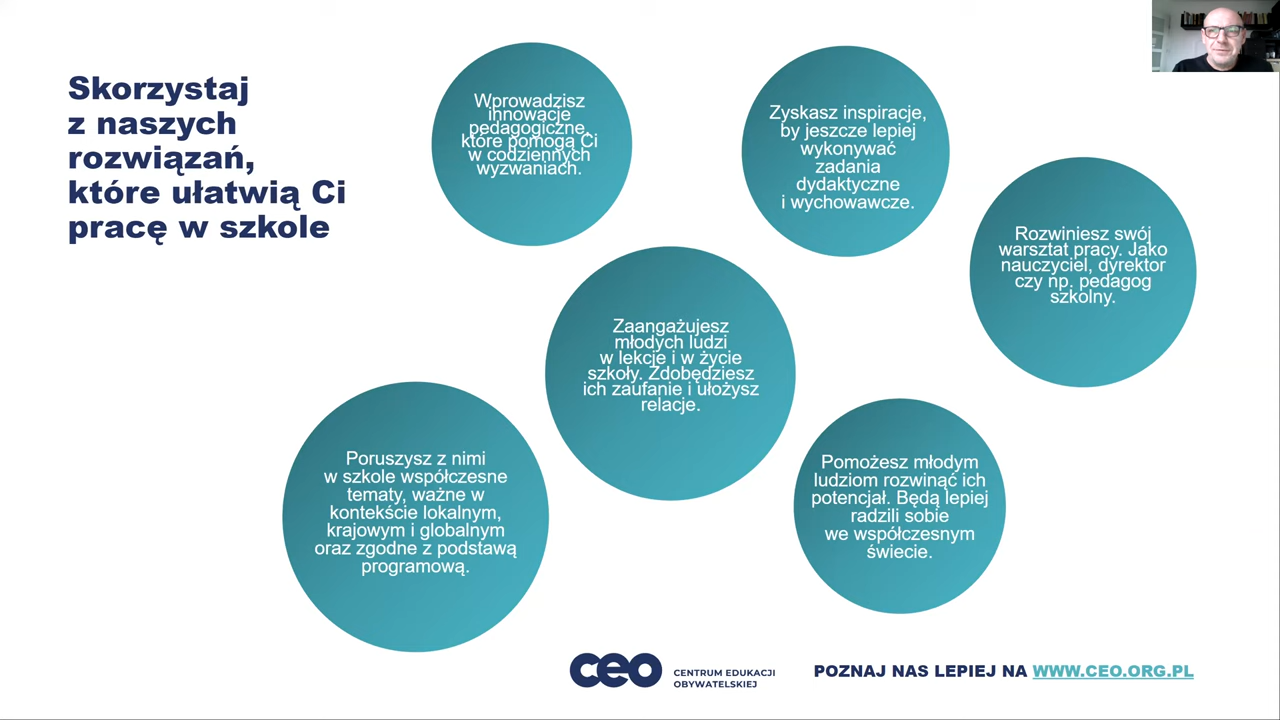 Skorzystaj
z naszych
rozwiązań,
które ułatwią Ci
pracę w szkole
Wprowadzisz
innowacje
pedagogiczne,
które pomogą Ci
w codziennych
wyzwaniach.
Zyskasz inspiracje,
by jeszcze lepiej
wykonywać
zadania
dydaktyczne
i wychowawcze.
Rozwiniesz swój
warsztat pracy. Jako
nauczyciel, dyrektor
czy np. pedagog
szkolny.
Zaangażujesz
młodych ludzi
w lekcje i w życie
szkoły. Zdobędziesz
ich zaufanie i ułożysz
relacje.
Poruszysz z nimi
w szkole współczesne
tematy, ważne w
kontekście lokalnym,
krajowym i globalnym
oraz zgodne z podstawą
programową.
Pomożesz młodym
ludziom rozwinąć ich
potencjał. Będą lepiej
radzili sobie
we współczesnym
świecie.
ceo
CENTRUM EDUKACJI
OBYWATELSKIEJ
POZNAJ NAS LEPIEJ NA WWW.CEO.ORG.PL